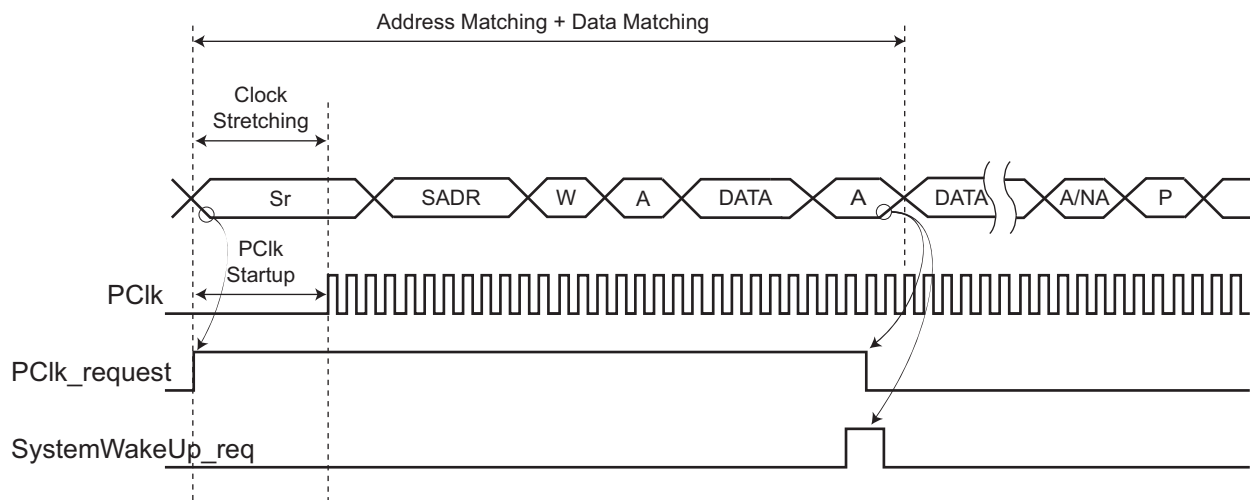 Address Matching + Data Matching
Clock
Stretching
Sr SADR W A DATA A DATA A/NA P
PClk
Startup
PClk
PClk_request
SystemWakeUp_req